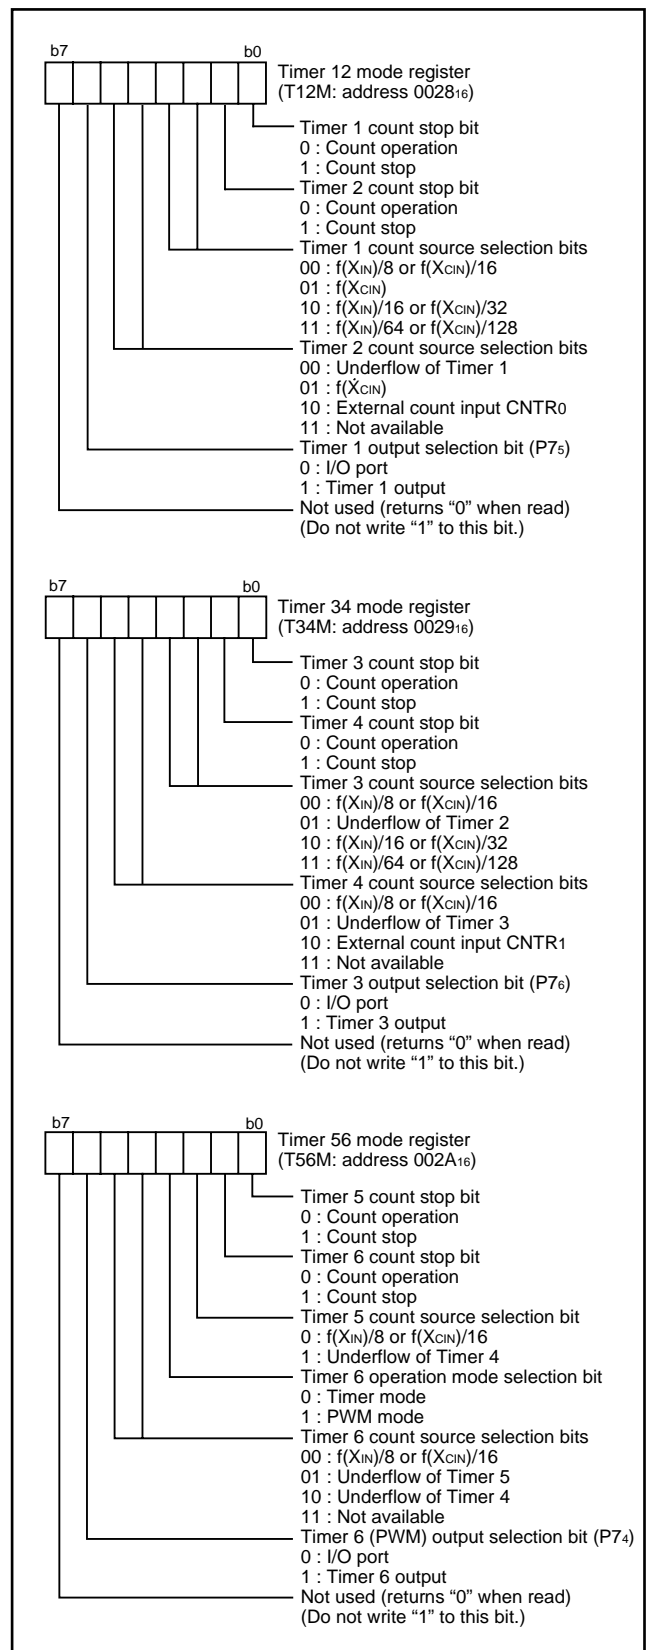 b7 b0
Timer 12 mode register
(T12M: address 0028₁₆)
Timer 1 count stop bit
0 : Count operation
1 : Count stop
Timer 2 count stop bit
0 : Count operation
1 : Count stop
Timer 1 count source selection bits
00 : f(XIN)/8 or f(XCIN)/16
01 : f(XCIN)
10 : f(XIN)/16 or f(XCIN)/32
11 : f(XIN)/64 or f(XCIN)/128
Timer 2 count source selection bits
00 : Underflow of Timer 1
01 : f(XCIN)
10 : External count input CNTR0
11 : Not available
Timer 1 output selection bit (P7₅)
0 : I/O port
1 : Timer 1 output
Not used (returns “0” when read)
(Do not write “1” to this bit.)
b7 b0
Timer 34 mode register
(T34M: address 0029₁₆)
Timer 3 count stop bit
0 : Count operation
1 : Count stop
Timer 4 count stop bit
0 : Count operation
1 : Count stop
Timer 3 count source selection bits
00 : f(XIN)/8 or f(XCIN)/16
01 : Underflow of Timer 2
10 : f(XIN)/16 or f(XCIN)/32
11 : f(XIN)/64 or f(XCIN)/128
Timer 4 count source selection bits
00 : f(XIN)/8 or f(XCIN)/16
01 : Underflow of Timer 3
10 : External count input CNTR1
11 : Not available
Timer 3 output selection bit (P7₆)
0 : I/O port
1 : Timer 3 output
Not used (returns “0” when read)
(Do not write “1” to this bit.)
b7 b0
Timer 56 mode register
(T56M: address 002A₁₆)
Timer 5 count stop bit
0 : Count operation
1 : Count stop
Timer 6 count stop bit
0 : Count operation
1 : Count stop
Timer 5 count source selection bit
0 : f(XIN)/8 or f(XCIN)/16
1 : Underflow of Timer 4
Timer 6 operation mode selection bit
0 : Timer mode
1 : PWM mode
Timer 6 count source selection bits
00 : f(XIN)/8 or f(XCIN)/16
01 : Underflow of Timer 5
10 : Underflow of Timer 4
11 : Not available
Timer 6 (PWM) output selection bit (P7₄)
0 : I/O port
1 : Timer 6 output
Not used (returns “0” when read)
(Do not write “1” to this bit.)